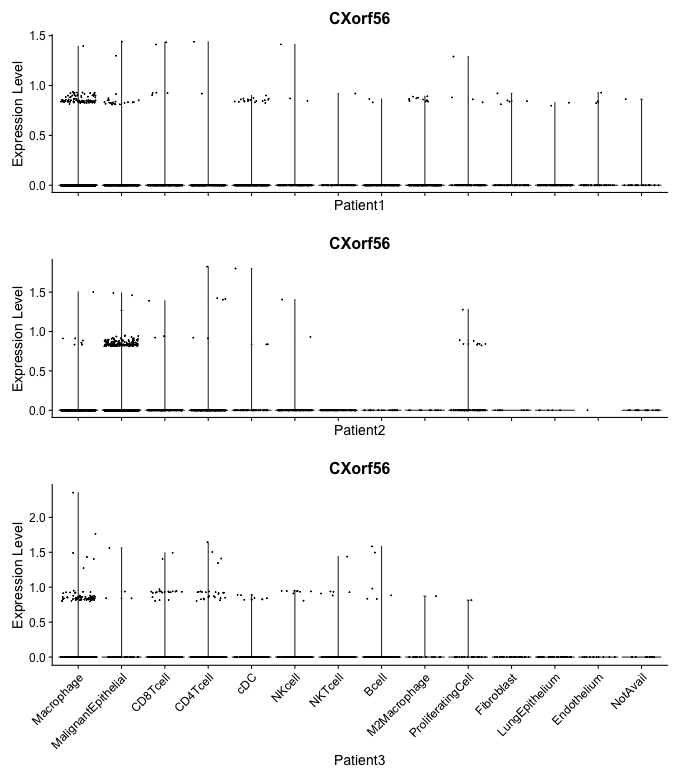 CXorf56
Expression Level
1.5
1.0
0.5
0.0
Patient1
CXorf56
Expression Level
1.5
1.0
0.5
0.0
Patient2
CXorf56
Expression Level
2.0
1.5
1.0
0.5
0.0
Macrophage
MalignantEpithelial
CD8Tcell
CD4Tcell
cDC
NKcell
NKTcell
Bcell
M2Macrophage
ProliferatingCell
Fibroblast
LungEpithelium
Endothelium
NotAvail
Patient3